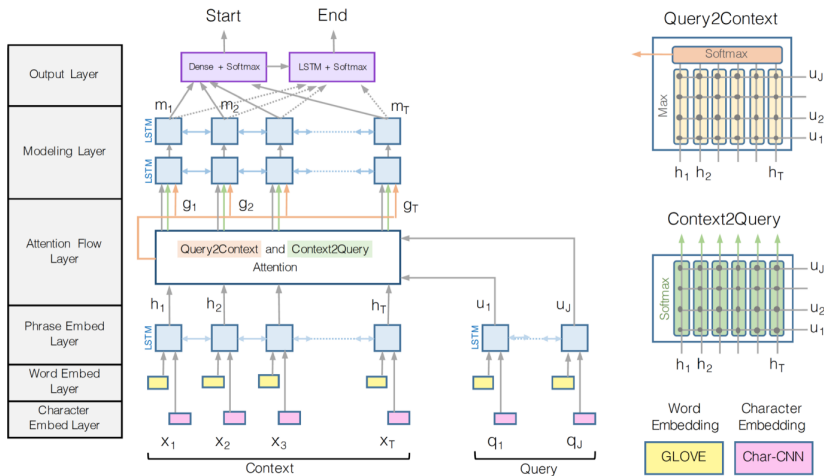 Start End
Output Layer
Dense + Softmax
LSTM + Softmax
m1 m2 mT
Modeling Layer
LSTM
LSTM
g1 g2 gT
Attention Flow
Layer
Query2Context and Context2Query
Attention
h1 h2 hT
u1 uJ
Phrase Embed
Layer
LSTM
LSTM
Word Embed
Layer
Character
Embed Layer
x1 x2 x3 xT
q1 qJ
Context
Query
Query2Context
Softmax
Max
uJ
u2
u1
h1 h2 hT
Context2Query
Softmax
uJ
u2
u1
h1 h2 hT
Word
Embedding
Character
Embedding
GLOVE
Char-CNN